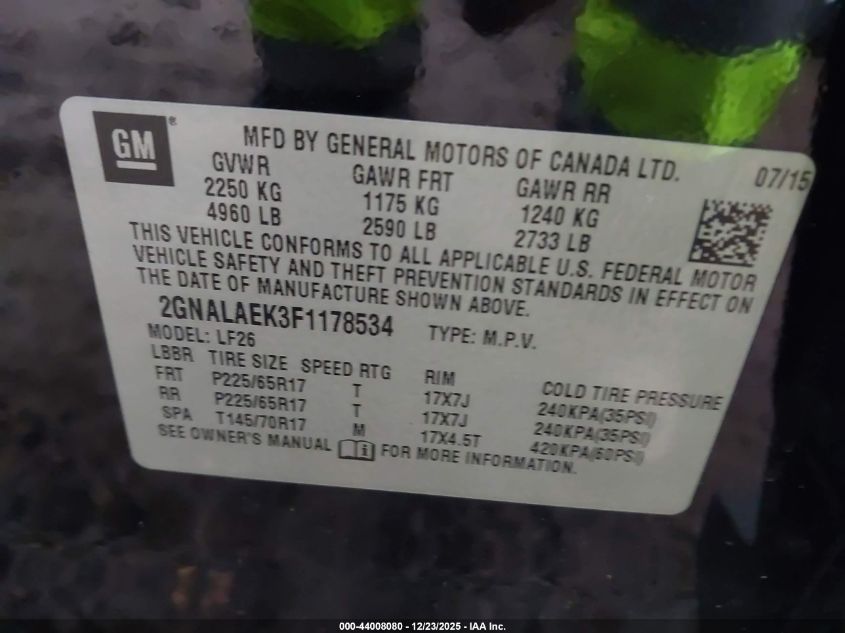 GM®
MFD BY GENERAL MOTORS OF CANADA LTD.
07/15
GVWR GAWR FRT GAWR RR
2250 KG 1175 KG 1240 KG
4960 LB 2590 LB 2733 LB
THIS VEHICLE CONFORMS TO ALL APPLICABLE U.S. FEDERAL MOTOR
VEHICLE SAFETY AND THEFT PREVENTION STANDARDS IN EFFECT ON
THE DATE OF MANUFACTURE SHOWN ABOVE.
2GNALAEK3F1178534 TYPE: M.P.V.
MODEL: LF26
LBBR TIRE SIZE SPEED RTG RIM COLD TIRE PRESSURE
FRT P225/65R17 T 17X7J 240KPA(35PSI)
RR P225/65R17 T 17X7J 240KPA(35PSI)
SPA T145/70R17 M 17X4.5T 420KPA(60PSI)
SEE OWNER'S MANUAL i FOR MORE INFORMATION.
000-44008080 - 12/23/2025 - IAA Inc.